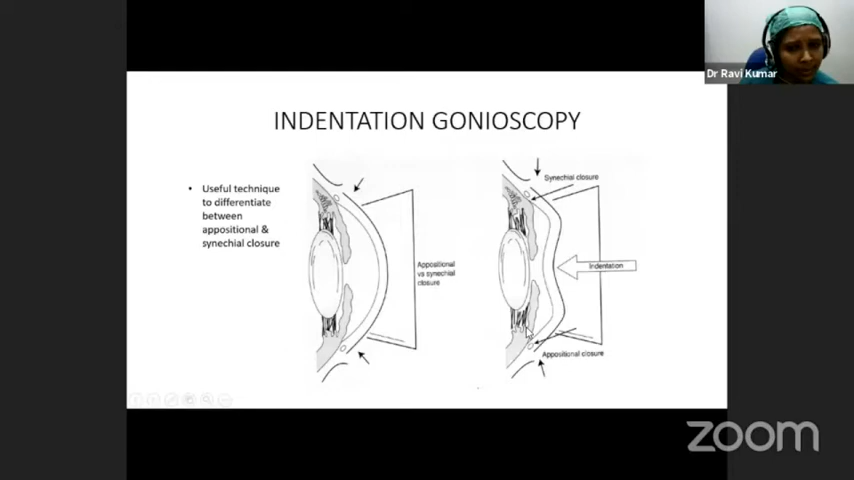 Dr Ravi Kumar
INDENTATION GONIOSCOPY
• Useful technique
to differentiate
between
appositional &
synechial closure
Appositional
vs synechial
closure
Synechial closure
Indentation
Appositional closure
zoom